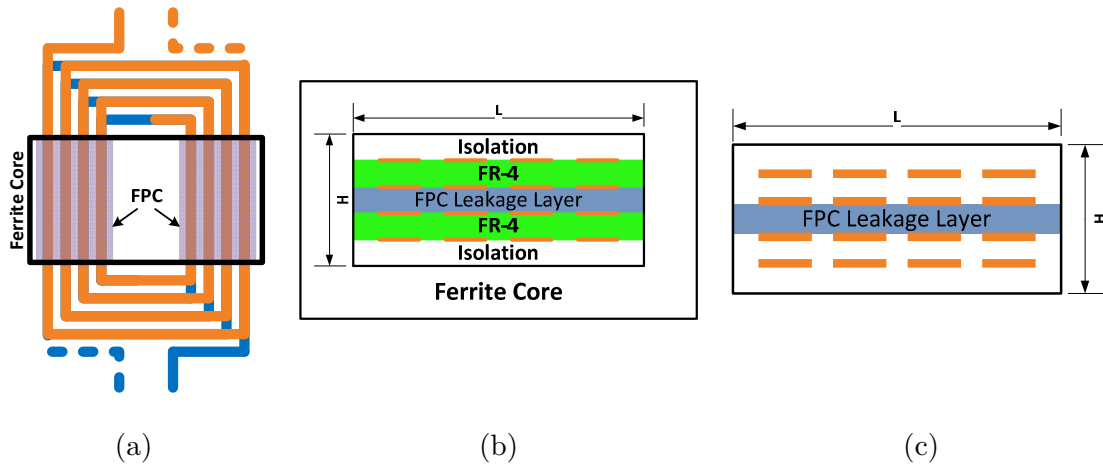 Ferrite Core
FPC
(a)
L
H
Isolation
FR-4
FPC Leakage Layer
FR-4
Isolation
Ferrite Core
(b)
L
H
FPC Leakage Layer
(c)